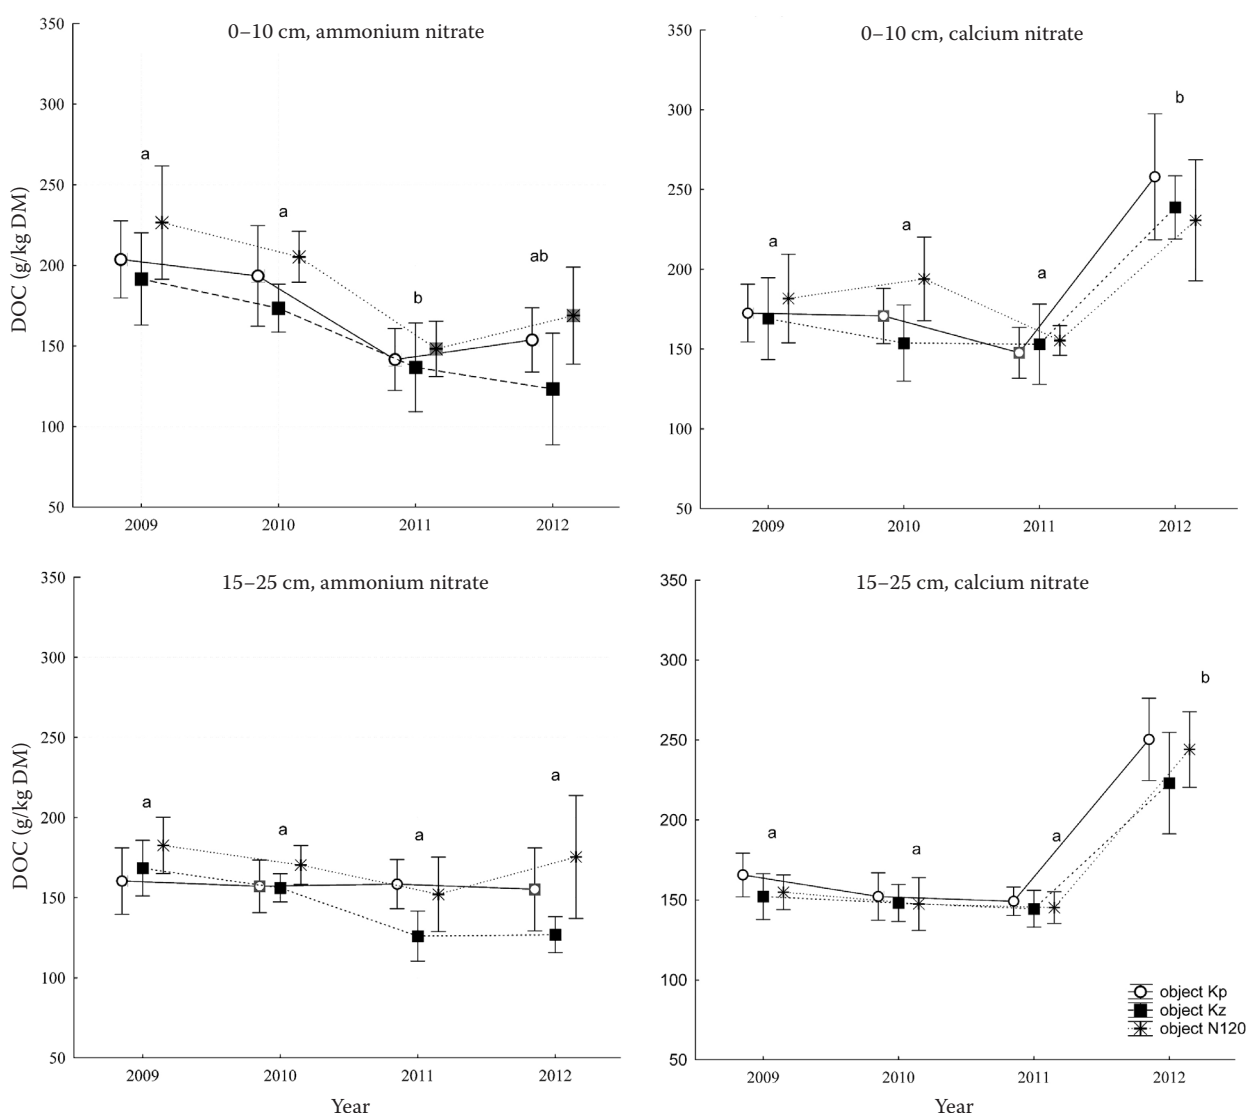 0–10 cm, ammonium nitrate
DOC (g/kg DM)
350
300
250
200
150
100
50
a
a
b
ab
2009
2010
2011
2012
0–10 cm, calcium nitrate
350
300
250
200
150
100
50
a
a
a
b
2009
2010
2011
2012
15–25 cm, ammonium nitrate
DOC (g/kg DM)
350
300
250
200
150
100
50
a
a
a
a
2009
2010
2011
2012
Year
15–25 cm, calcium nitrate
350
300
250
200
150
100
50
a
a
a
b
object Kp
object Kz
object N120
2009
2010
2011
2012
Year